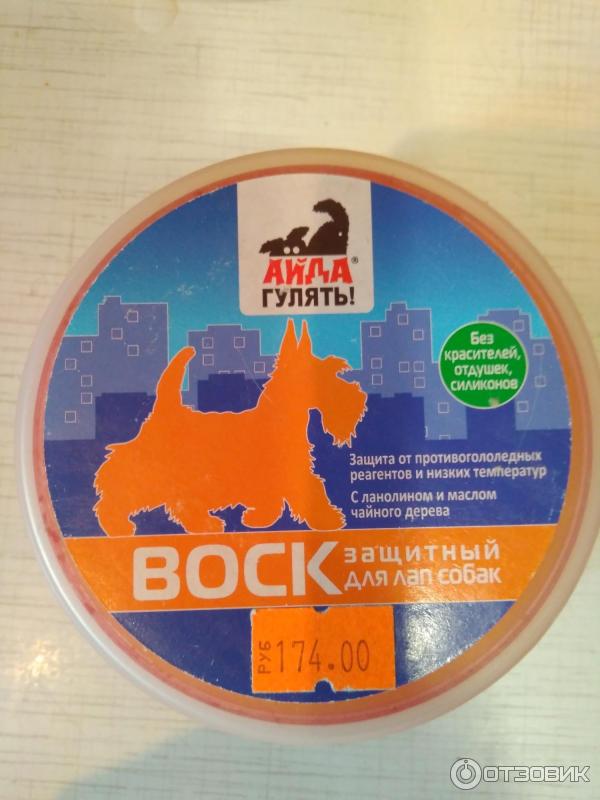 АЙДА®
ГУЛЯТЬ!
Без
красителей,
отдушек,
силиконов
Защита от противогололедных
реагентов и низких температур
С ланолином и маслом
чайного дерева
ВОСК защитный
для лап собак
РУБ 174.00
ОТЗОВИК